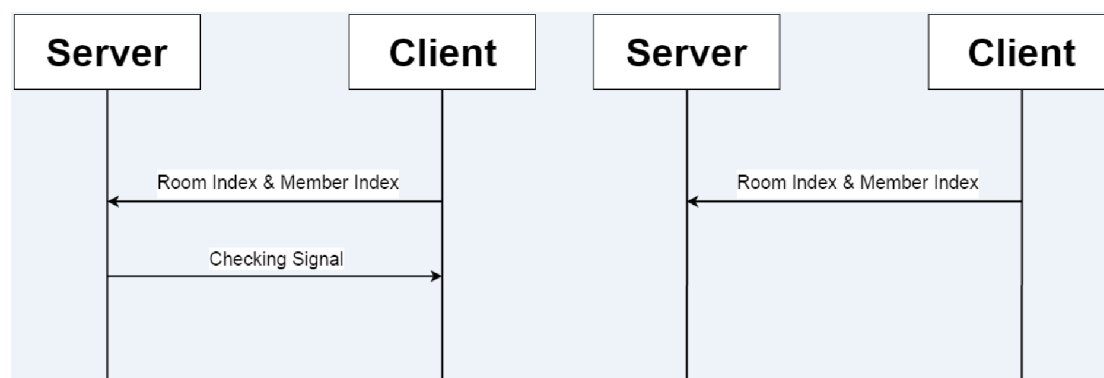 Server
Client
Server
Client
Room Index & Member Index
Room Index & Member Index
Checking Signal